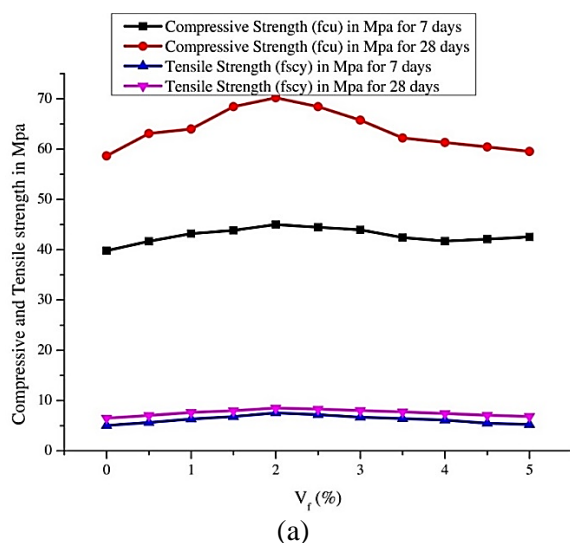 Compressive Strength (fcu) in Mpa for 7 days
Compressive Strength (fcu) in Mpa for 28 days
Tensile Strength (fscy) in Mpa for 7 days
Tensile Strength (fscy) in Mpa for 28 days
Compressive and Tensile strength in Mpa
70
60
50
40
30
20
10
0
0 1 2 3 4 5
V_f (%)
(a)